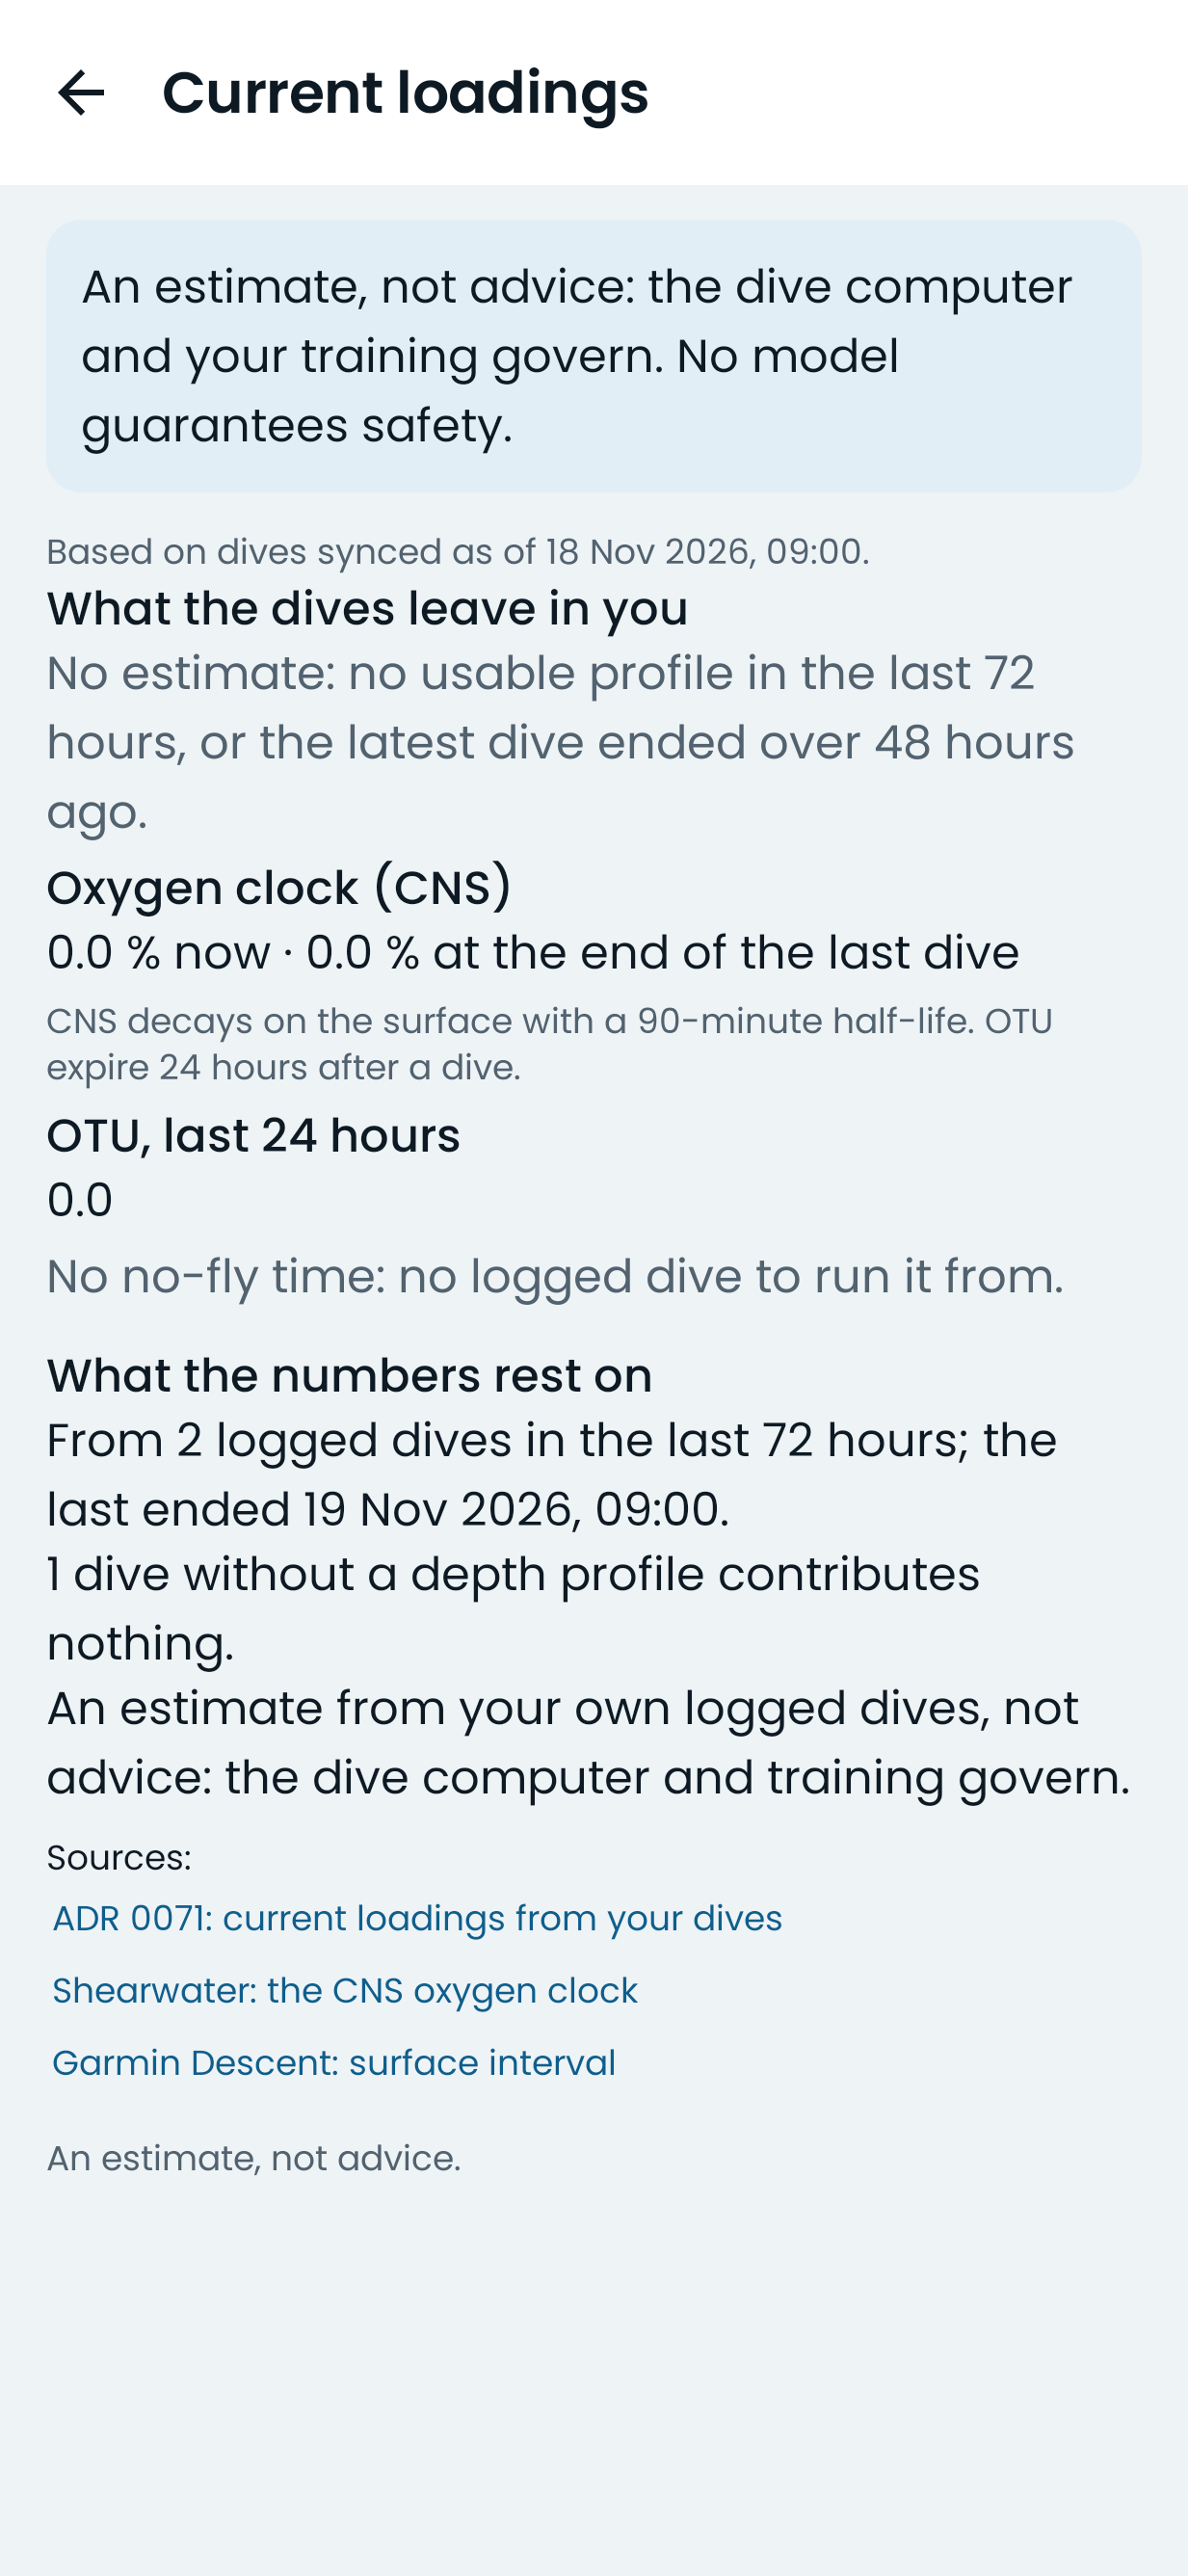 Current loadings
An estimate, not advice: the dive computer
and your training govern. No model
guarantees safety.
Based on dives synced as of 18 Nov 2026, 09:00.
What the dives leave in you
No estimate: no usable profile in the last 72
hours, or the latest dive ended over 48 hours
ago.
Oxygen clock (CNS)
0.0 % now · 0.0 % at the end of the last dive
CNS decays on the surface with a 90-minute half-life. OTU
expire 24 hours after a dive.
OTU, last 24 hours
0.0
No no-fly time: no logged dive to run it from.
What the numbers rest on
From 2 logged dives in the last 72 hours; the
last ended 19 Nov 2026, 09:00.
1 dive without a depth profile contributes
nothing.
An estimate from your own logged dives, not
advice: the dive computer and training govern.
Sources:
ADR 0071: current loadings from your dives
Shearwater: the CNS oxygen clock
Garmin Descent: surface interval
An estimate, not advice.